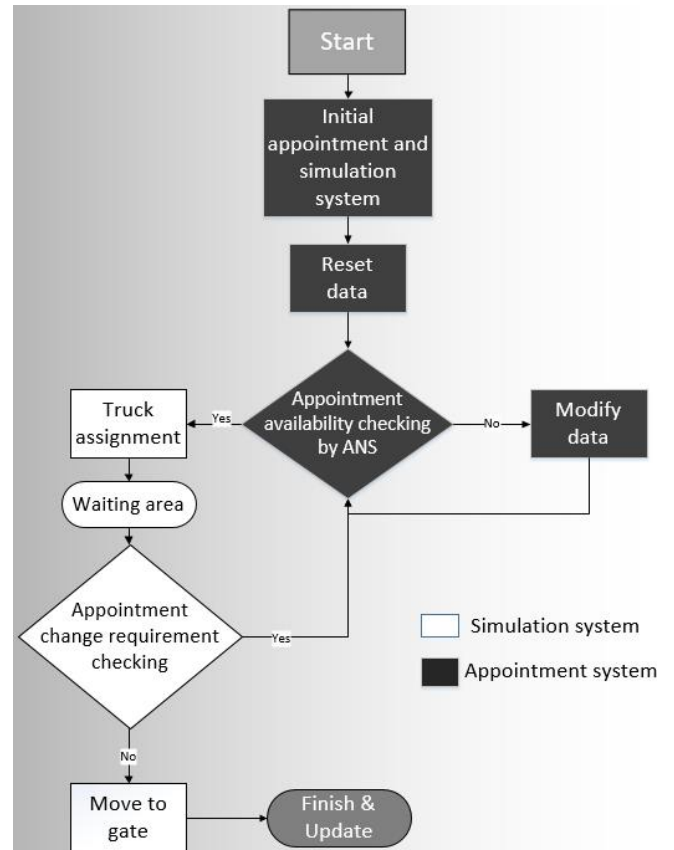 Start
Initial
appointment and
simulation
system
Reset
data
Appointment
availability checking
by ANS
Yes
No
Truck
assignment
Modify
data
Waiting area
Appointment
change requirement
checking
Yes
Simulation system
Appointment system
No
Move to
gate
Finish &
Update